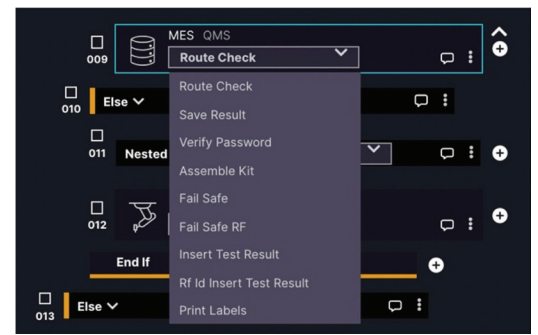 MES QMS
009
Route Check
Route Check
010
Else
Save Result
Verify Password
011
Nested
Assemble Kit
Fail Safe
012
Fail Safe RF
End If
Insert Test Result
Rf Id Insert Test Result
013
Else
Print Labels